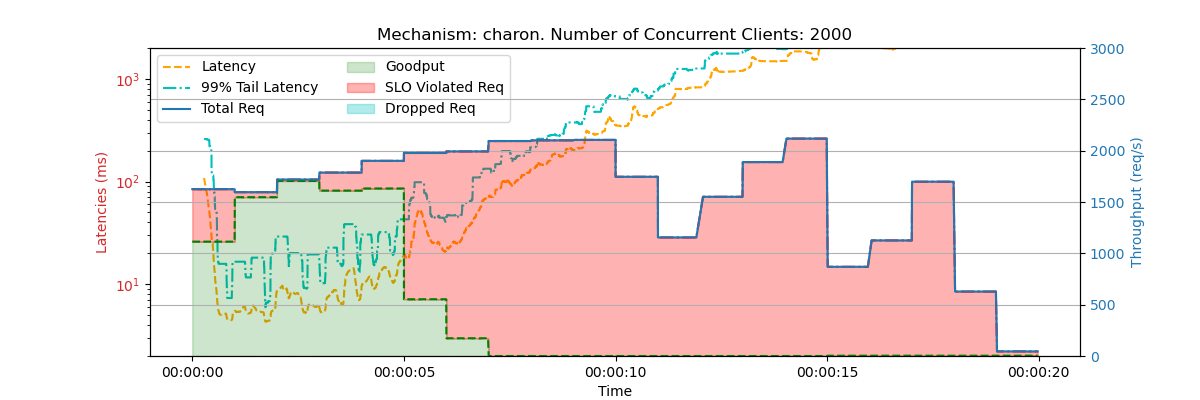 Mechanism: charon. Number of Concurrent Clients: 2000
Latency
99% Tail Latency
Total Req
Goodput
SLO Violated Req
Dropped Req
Latencies (ms)
10³
10²
10¹
Throughput (req/s)
3000
2500
2000
1500
1000
500
0
00:00:00
00:00:05
00:00:10
00:00:15
00:00:20
Time